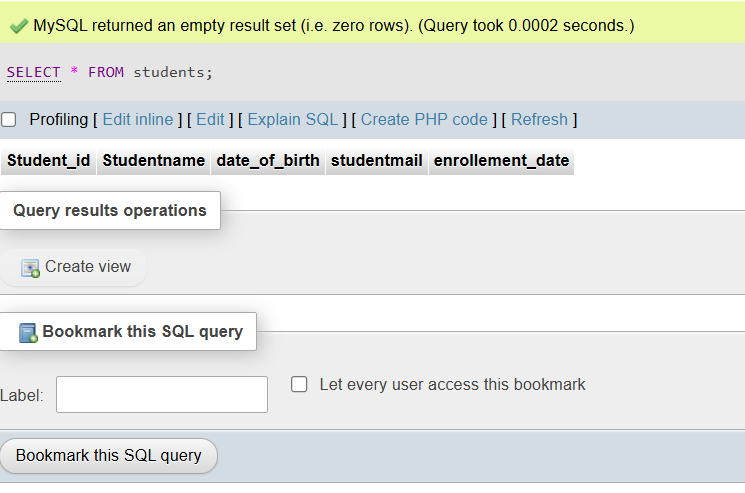 MySQL returned an empty result set (i.e. zero rows). (Query took 0.0002 seconds.)
SELECT * FROM students;
Profiling [ Edit inline ] [ Edit ] [ Explain SQL ] [ Create PHP code ] [ Refresh ]
Student_id Studentname date_of_birth studentmail enrollement_date
Query results operations
Create view
Bookmark this SQL query
Label: Let every user access this bookmark
Bookmark this SQL query